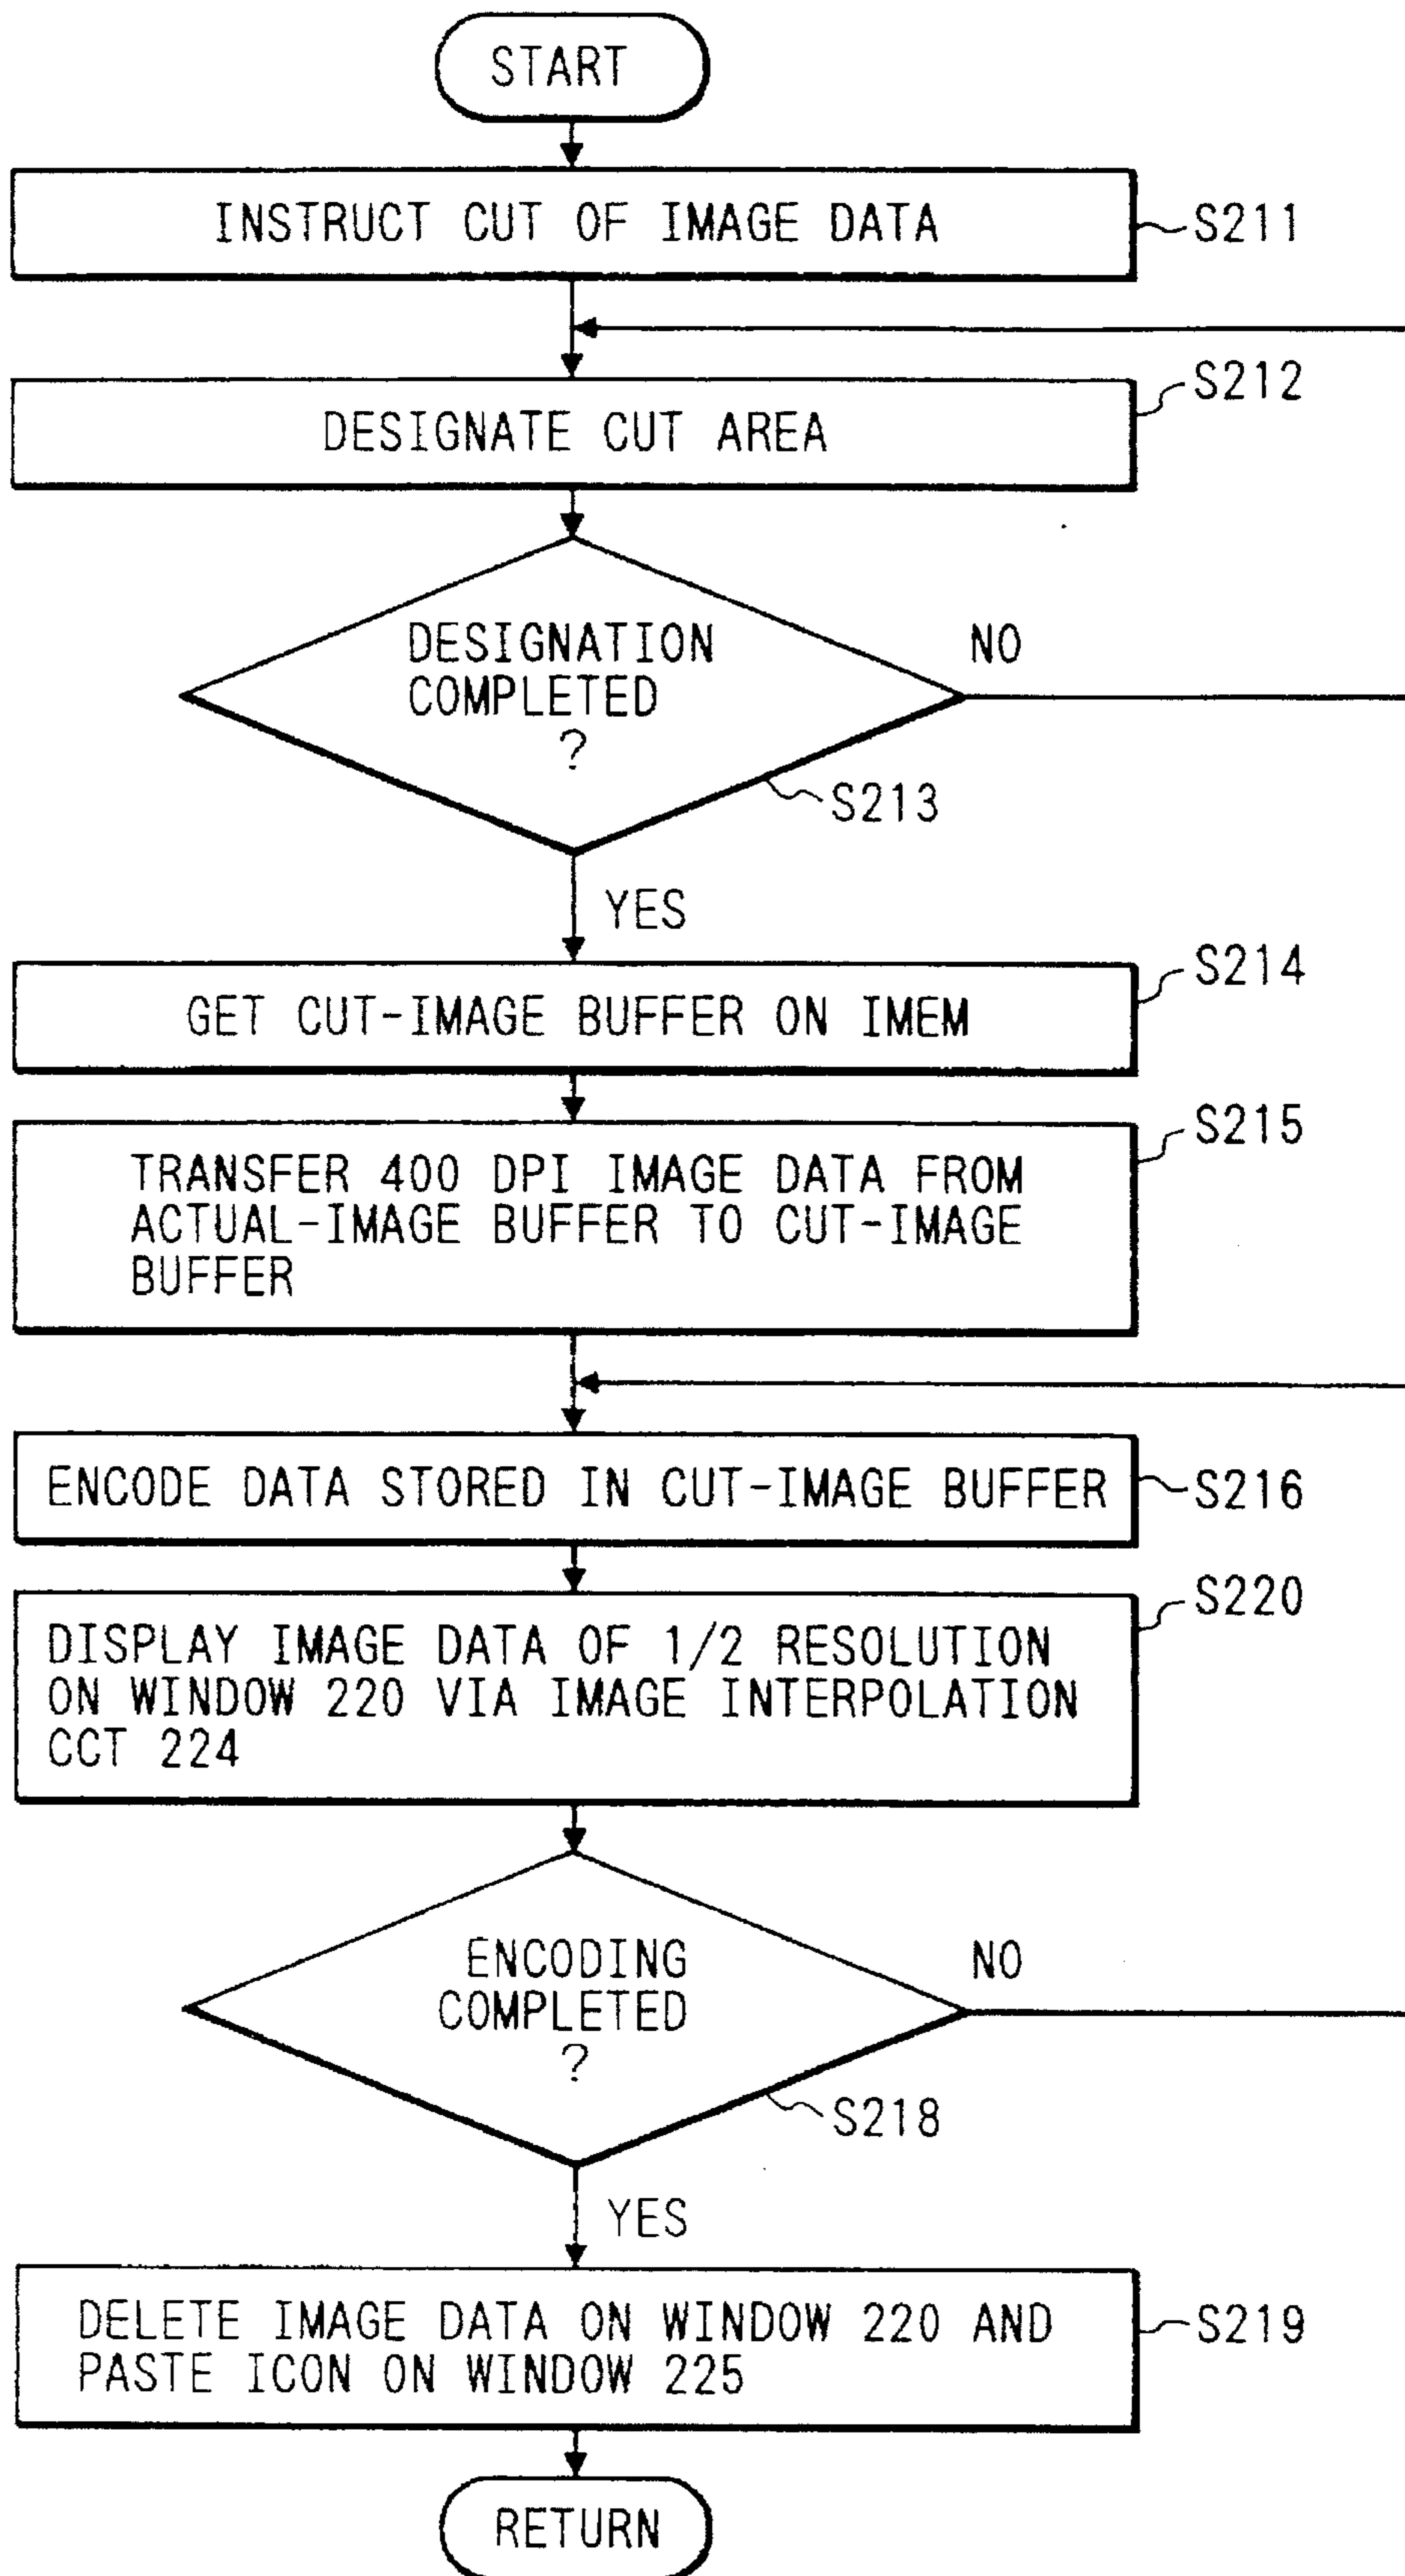 START
INSTRUCT CUT OF IMAGE DATA
S211
S212
DESIGNATE CUT AREA
DESIGNATION
COMPLETED
?
NO
S213
YES
S214
GET CUT-IMAGE BUFFER ON IMEM
S215
TRANSFER 400 DPI IMAGE DATA FROM
ACTUAL-IMAGE BUFFER TO CUT-IMAGE
BUFFER
ENCODE DATA STORED IN CUT-IMAGE BUFFER
S216
S220
DISPLAY IMAGE DATA OF 1/2 RESOLUTION
ON WINDOW 220 VIA IMAGE INTERPOLATION
CCT 224
ENCODING
COMPLETED
?
NO
S218
YES
DELETE IMAGE DATA ON WINDOW 220 AND
PASTE ICON ON WINDOW 225
S219
RETURN